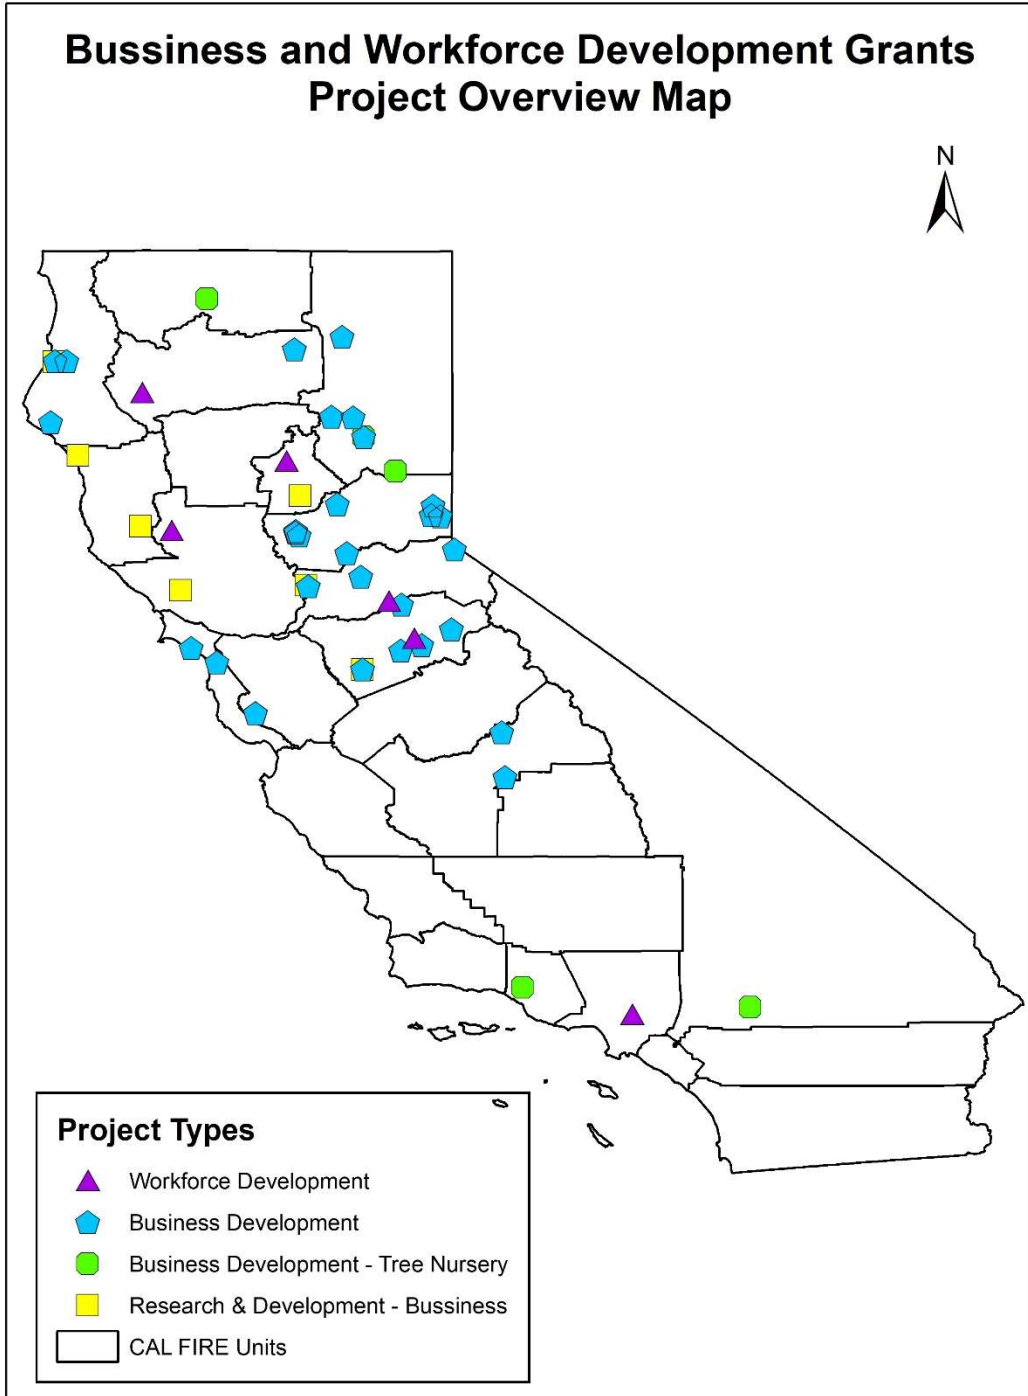 Bussiness and Workforce Development Grants
Project Overview Map
N
Project Types
Workforce Development
Business Development
Business Development - Tree Nursery
Research & Development - Bussiness
CAL FIRE Units